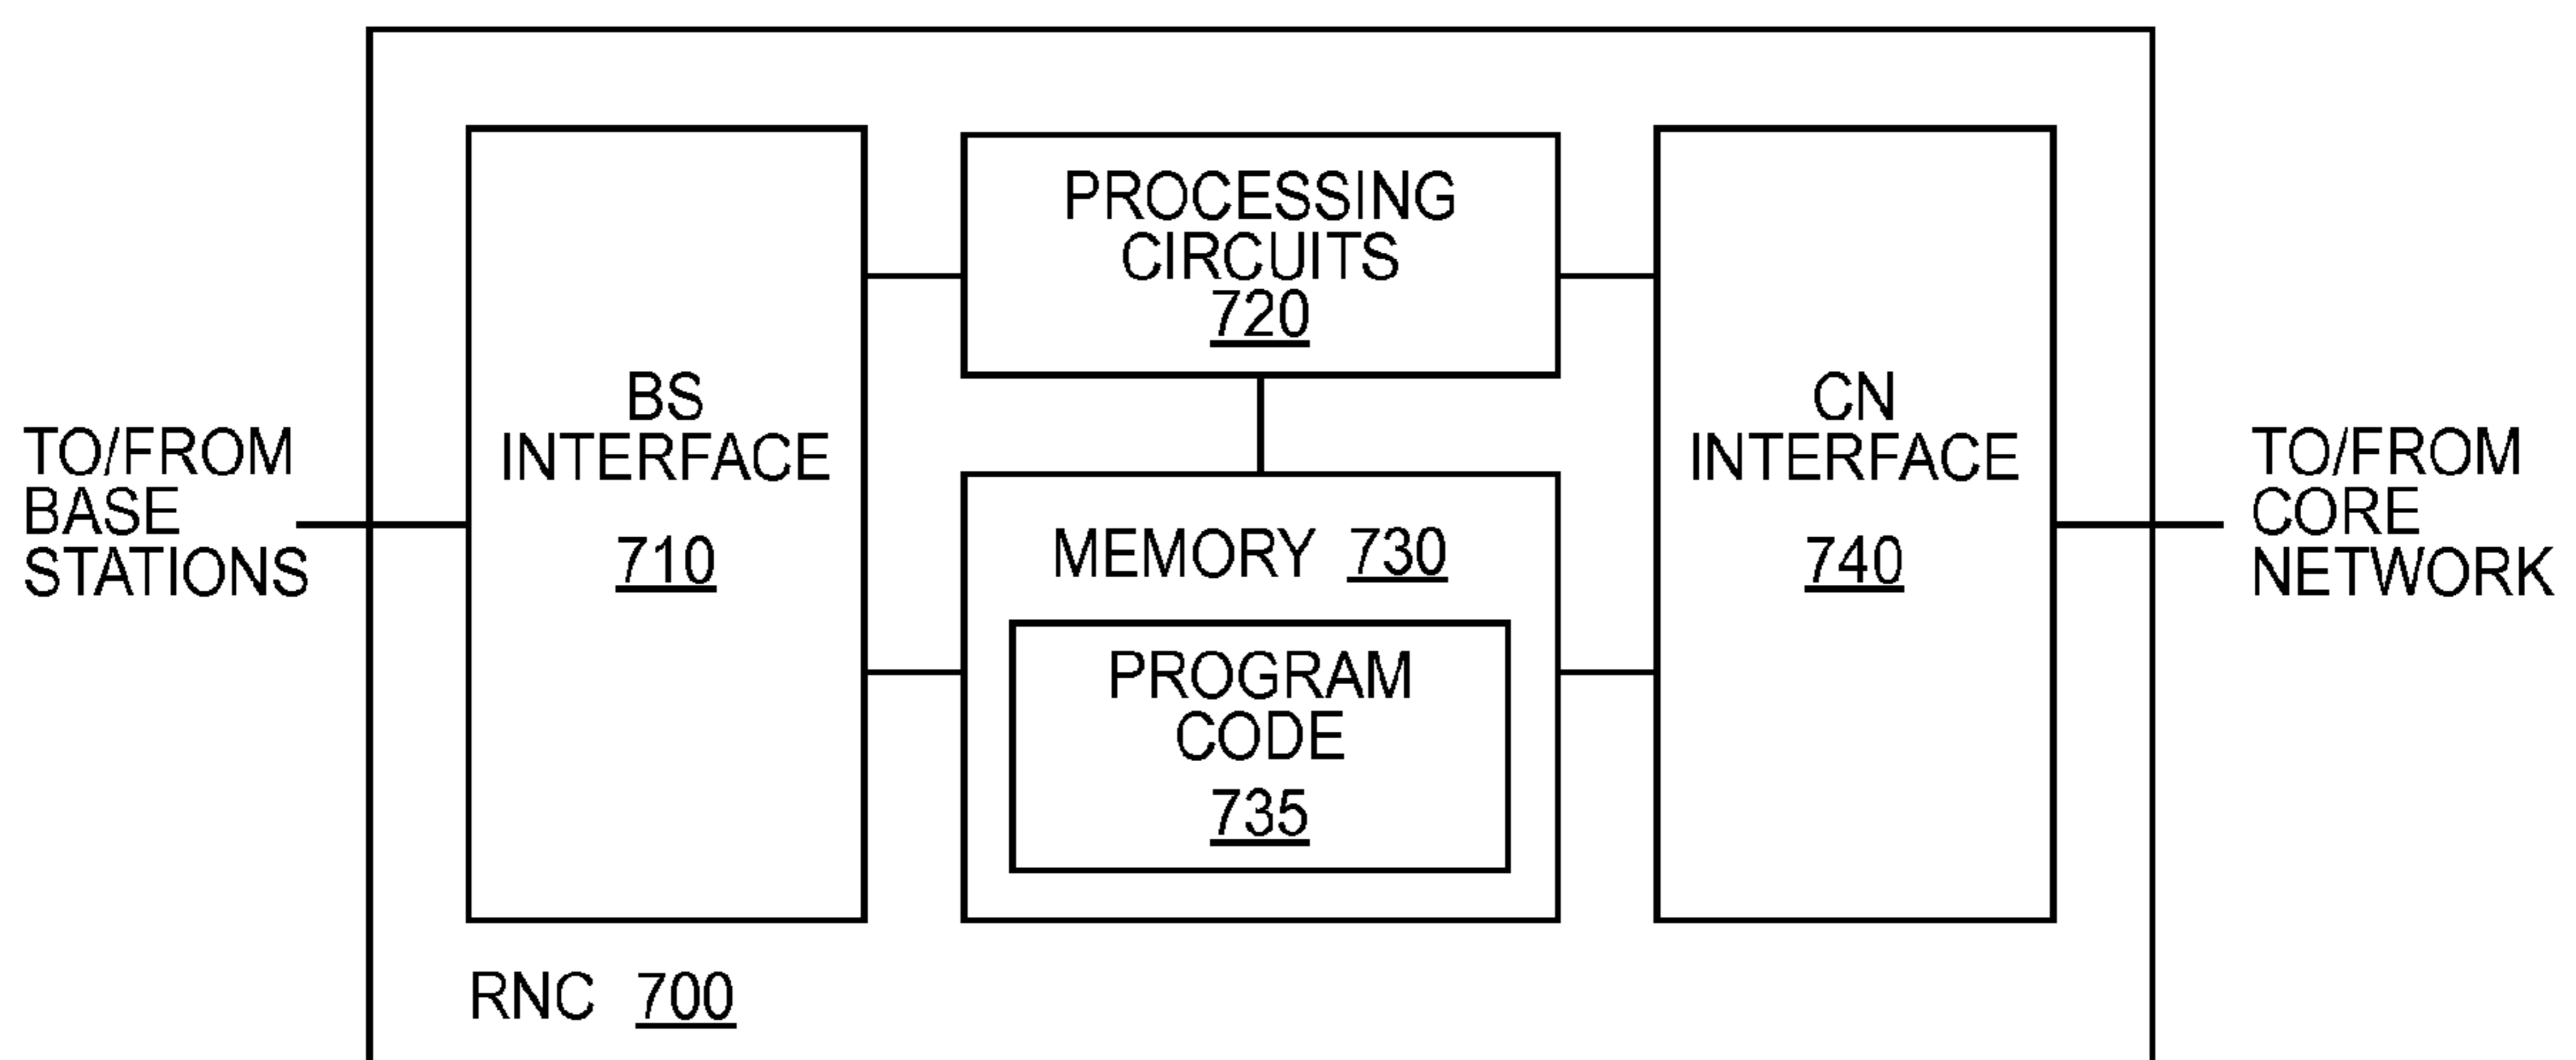 TO/FROM
BASE
STATIONS
BS
INTERFACE
710
PROCESSING
CIRCUITS
720
MEMORY 730
PROGRAM
CODE
735
CN
INTERFACE
740
TO/FROM
CORE
NETWORK
RNC 700